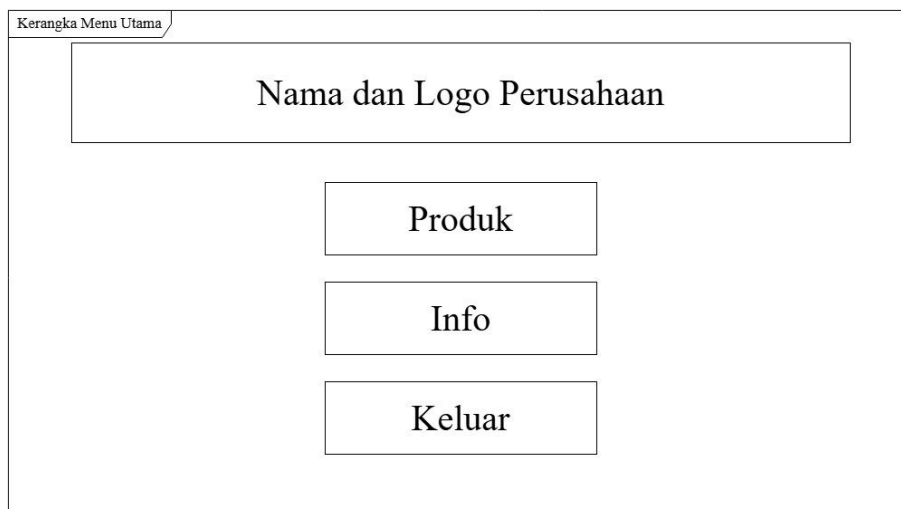 Kerangka Menu Utama
Nama dan Logo Perusahaan
Produk
Info
Keluar